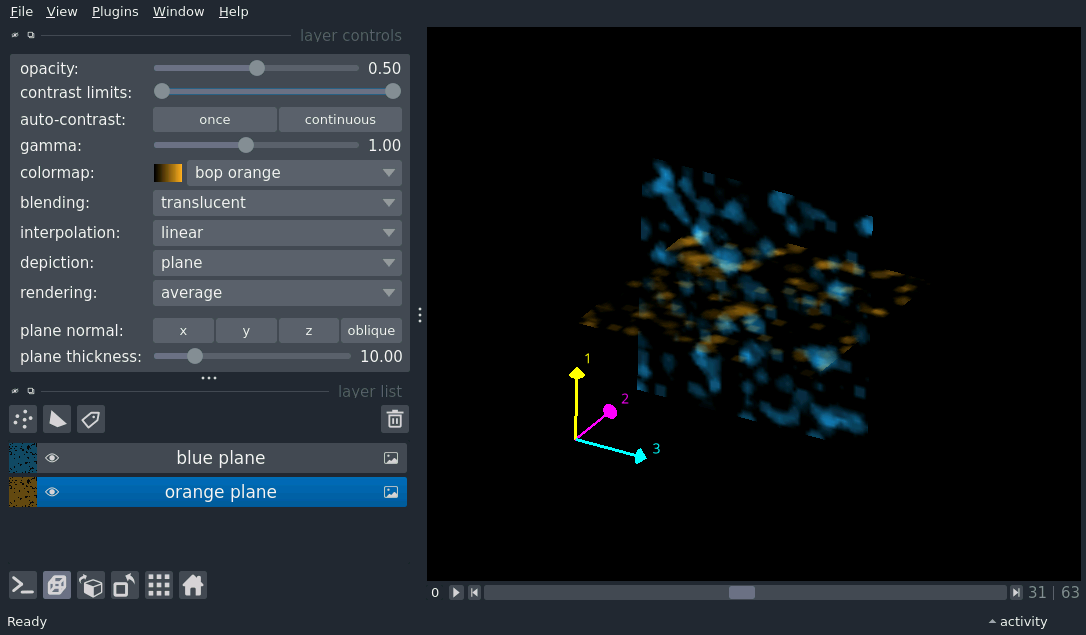 File View Plugins Window Help
layer controls
opacity: 0.50
contrast limits:
auto-contrast: once continuous
gamma: 1.00
colormap: bop orange
blending: translucent
interpolation: linear
depiction: plane
rendering: average
plane normal: x y z oblique
plane thickness: 10.00
layer list
blue plane
orange plane
1
2
3
0 31 | 63
Ready activity